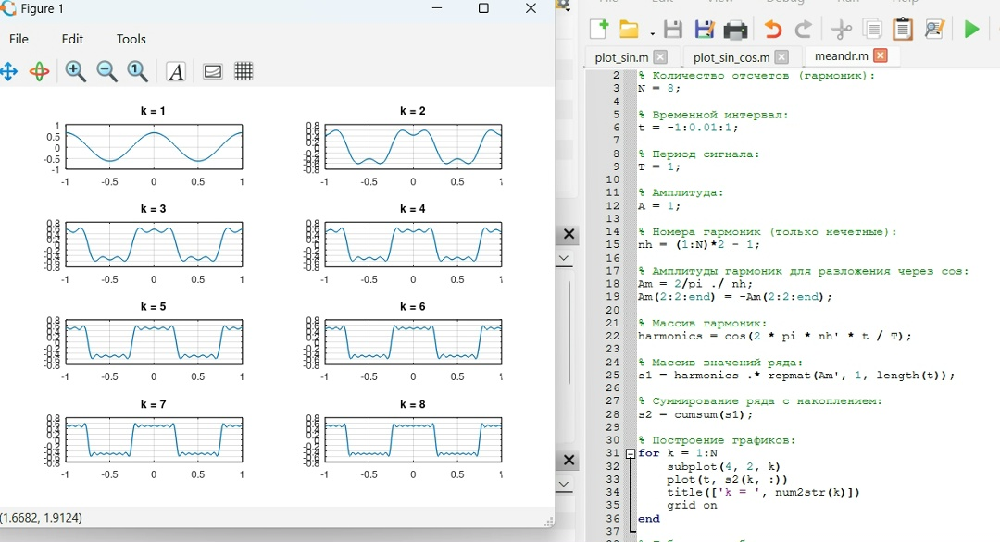 Figure 1
File Edit Tools
k = 1
1
0.5
0
-0.5
-1
-1 -0.5 0 0.5 1
k = 2
0.8
0.6
0.4
0.2
0
-0.2
-0.4
-0.6
-0.8
-1 -0.5 0 0.5 1
k = 3
0.8
0.6
0.4
0.2
0
-0.2
-0.4
-0.6
-0.8
-1 -0.5 0 0.5 1
k = 4
0.8
0.6
0.4
0.2
0
-0.2
-0.4
-0.6
-0.8
-1 -0.5 0 0.5 1
k = 5
0.8
0.6
0.4
0.2
0
-0.2
-0.4
-0.6
-0.8
-1 -0.5 0 0.5 1
k = 6
0.8
0.6
0.4
0.2
0
-0.2
-0.4
-0.6
-0.8
-1 -0.5 0 0.5 1
k = 7
0.8
0.6
0.4
0.2
0
-0.2
-0.4
-0.6
-0.8
-1 -0.5 0 0.5 1
k = 8
0.8
0.6
0.4
0.2
0
-0.2
-0.4
-0.6
-0.8
-1 -0.5 0 0.5 1
(1.6682, 1.9124)
plot_sin.m plot_sin_cos.m meandr.m
2 % Количество отсчетов (гармоник):
3 N = 8;
4
5 % Временной интервал:
6 t = -1:0.01:1;
7
8 % Период сигнала:
9 T = 1;
10
11 % Амплитуда:
12 A = 1;
13
14 % Номера гармоник (только нечетные):
15 nh = (1:N)*2 - 1;
16
17 % Амплитуды гармоник для разложения через cos:
18 Am = 2/pi ./ nh;
19 Am(2:2:end) = -Am(2:2:end);
20
21 % Массив гармоник:
22 harmonics = cos(2 * pi * nh' * t / T);
23
24 % Массив значений ряда:
25 s1 = harmonics .* repmat(Am', 1, length(t));
26
27 % Суммирование ряда с накоплением:
28 s2 = cumsum(s1);
29
30 % Построение графиков:
31 for k = 1:N
32 subplot(4, 2, k)
33 plot(t, s2(k, :))
34 title(['k = ', num2str(k)])
35 grid on
36 end
37